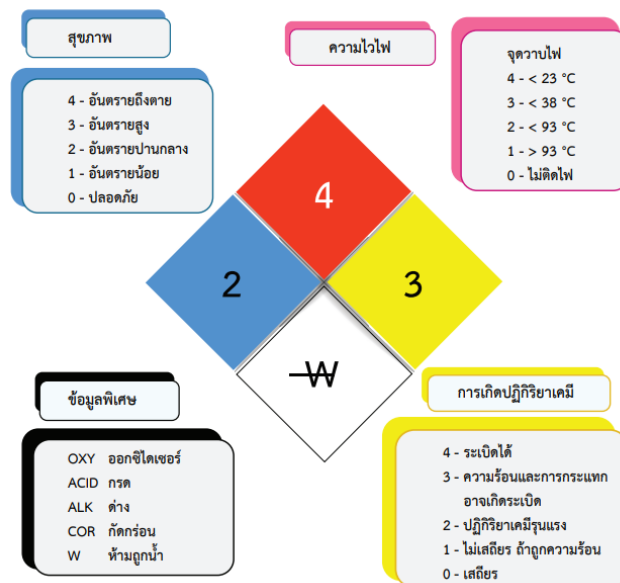 สุขภาพ
4 - อันตรายถึงตาย
3 - อันตรายสูง
2 - อันตรายปานกลาง
1 - อันตรายน้อย
0 - ปลอดภัย
ความไวไฟ
จุดวาบไฟ
4 - < 23 °C
3 - < 38 °C
2 - < 93 °C
1 - > 93 °C
0 - ไม่ติดไฟ
4
2
3
W
ข้อมูลพิเศษ
OXY ออกซิไดเซอร์
ACID กรด
ALK ด่าง
COR กัดกร่อน
W ห้ามถูกน้ำ
การเกิดปฏิกิริยาเคมี
4 - ระเบิดได้
3 - ความร้อนและการกระแทก
อาจเกิดระเบิด
2 - ปฏิกิริยาเคมีรุนแรง
1 - ไม่เสถียร ถ้าถูกความร้อน
0 - เสถียร